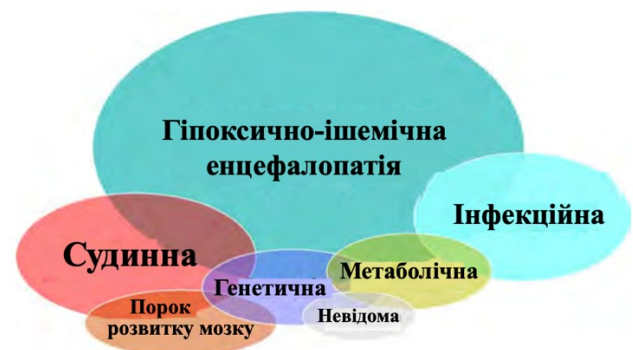 Гіпоксично-ішемічна
енцефалопатія
Інфекційна
Судинна
Метаболічна
Генетична
Порок
розвитку мозку
Невідома